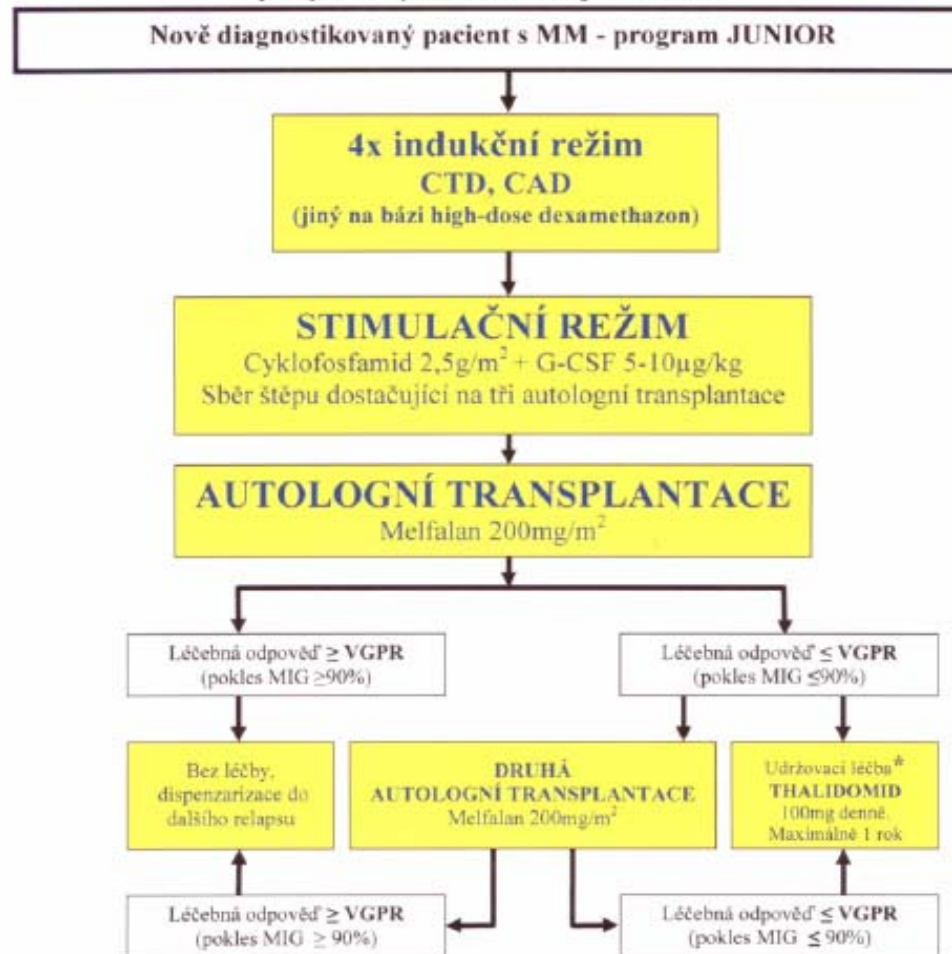 Nově diagnostikovaný pacient s MM - program JUNIOR
4x indukční režim
CTD, CAD
(jiný na bázi high-dose dexamethazon)
STIMULAČNÍ REŽIM
Cyklofosfamid 2,5g/m² + G-CSF 5-10µg/kg
Sběr štěpu dostačující na tři autologní transplantace
AUTOLOGNÍ TRANSPLANTACE
Melfalan 200mg/m²
Léčebná odpověď ≥ VGPR
(pokles MIG ≥90%)
Léčebná odpověď ≤ VGPR
(pokles MIG ≤90%)
Bez léčby,
dispenzarizace do
dalšího relapsu
DRUHÁ
AUTOLOGNÍ TRANSPLANTACE
Melfalan 200mg/m²
Udržovací léčba*
THALIDOMID
100mg denně.
Maximálně 1 rok
Léčebná odpověď ≥ VGPR
(pokles MIG ≥ 90%)
Léčebná odpověď ≤ VGPR
(pokles MIG ≤ 90%)